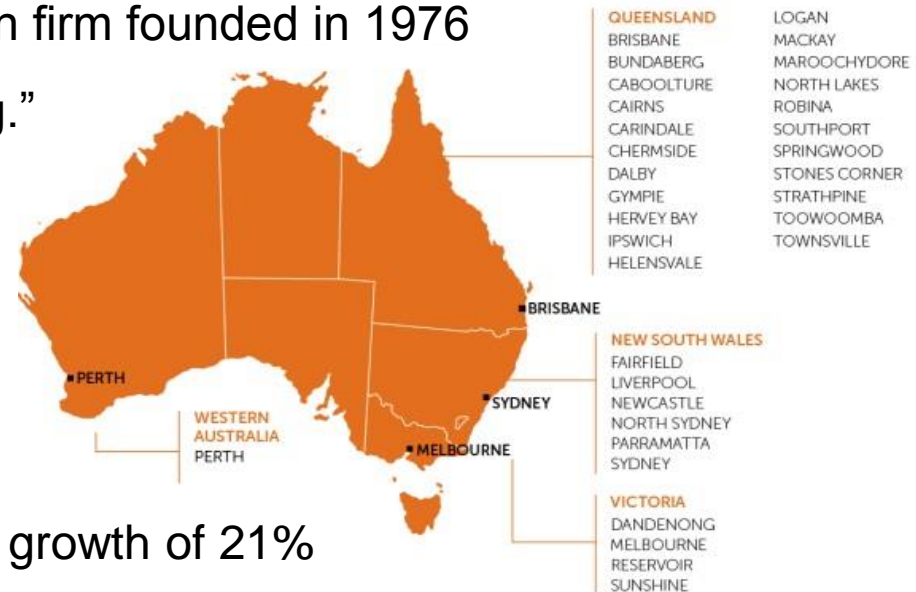 n firm founded in 1976
g.”
growth of 21%
QUEENSLAND
BRISBANE
BUNDABERG
CABOOLTURE
CAIRNS
CARINDALE
CHERMSIDE
DALBY
GYMPIE
HERVEY BAY
IPSWICH
HELENSVALE
LOGAN
MACKAY
MAROOCHYDORE
NORTH LAKES
ROBINA
SOUTHPORT
SPRINGWOOD
STONES CORNER
STRATHPINE
TOOWOOMBA
TOWNSVILLE
BRISBANE
PERTH
SYDNEY
MELBOURNE
WESTERN
AUSTRALIA
PERTH
NEW SOUTH WALES
FAIRFIELD
LIVERPOOL
NEWCASTLE
NORTH SYDNEY
PARRAMATTA
SYDNEY
VICTORIA
DANDENONG
MELBOURNE
RESERVOIR
SUNSHINE